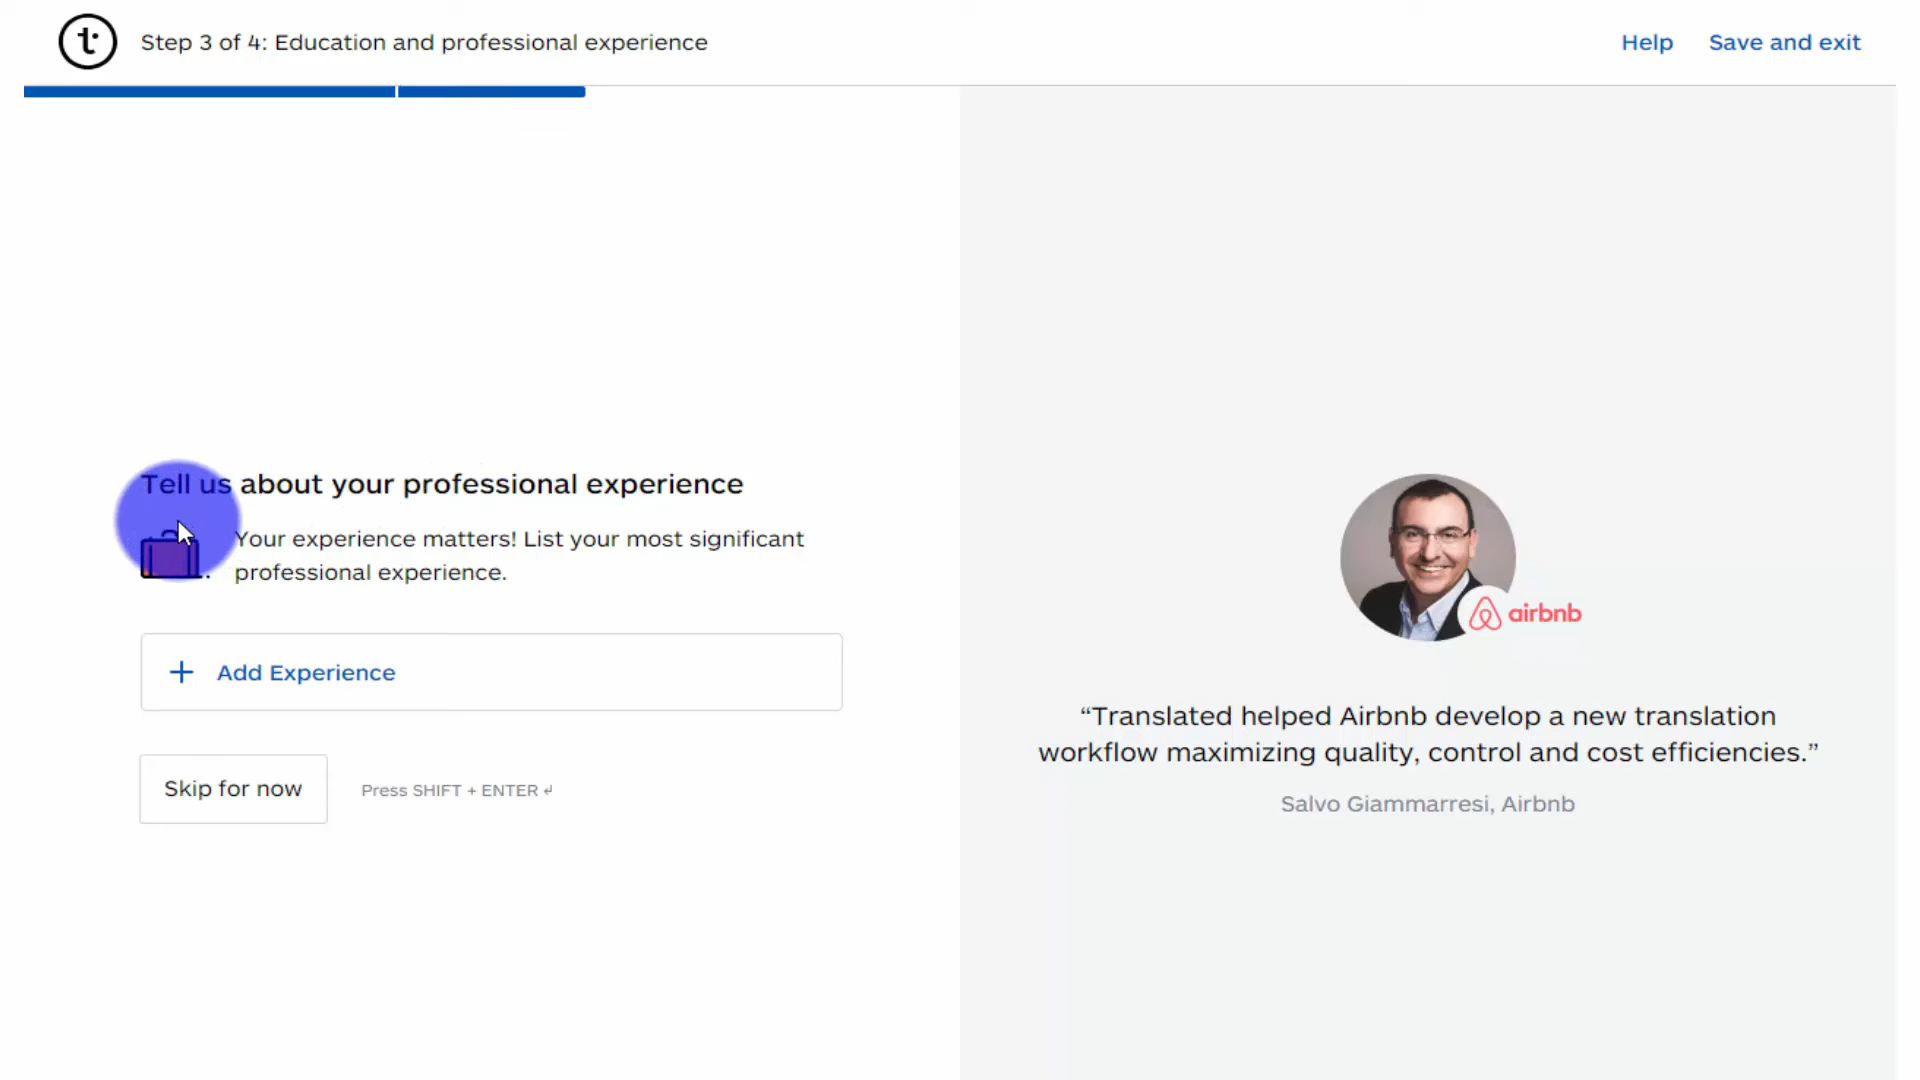 t
Step 3 of 4: Education and professional experience
Help
Save and exit
Tell us about your professional experience
Your experience matters! List your most significant
professional experience.
+ Add Experience
Skip for now
Press SHIFT + ENTER ↵
airbnb
“Translated helped Airbnb develop a new translation
workflow maximizing quality, control and cost efficiencies.”
Salvo Giammarresi, Airbnb